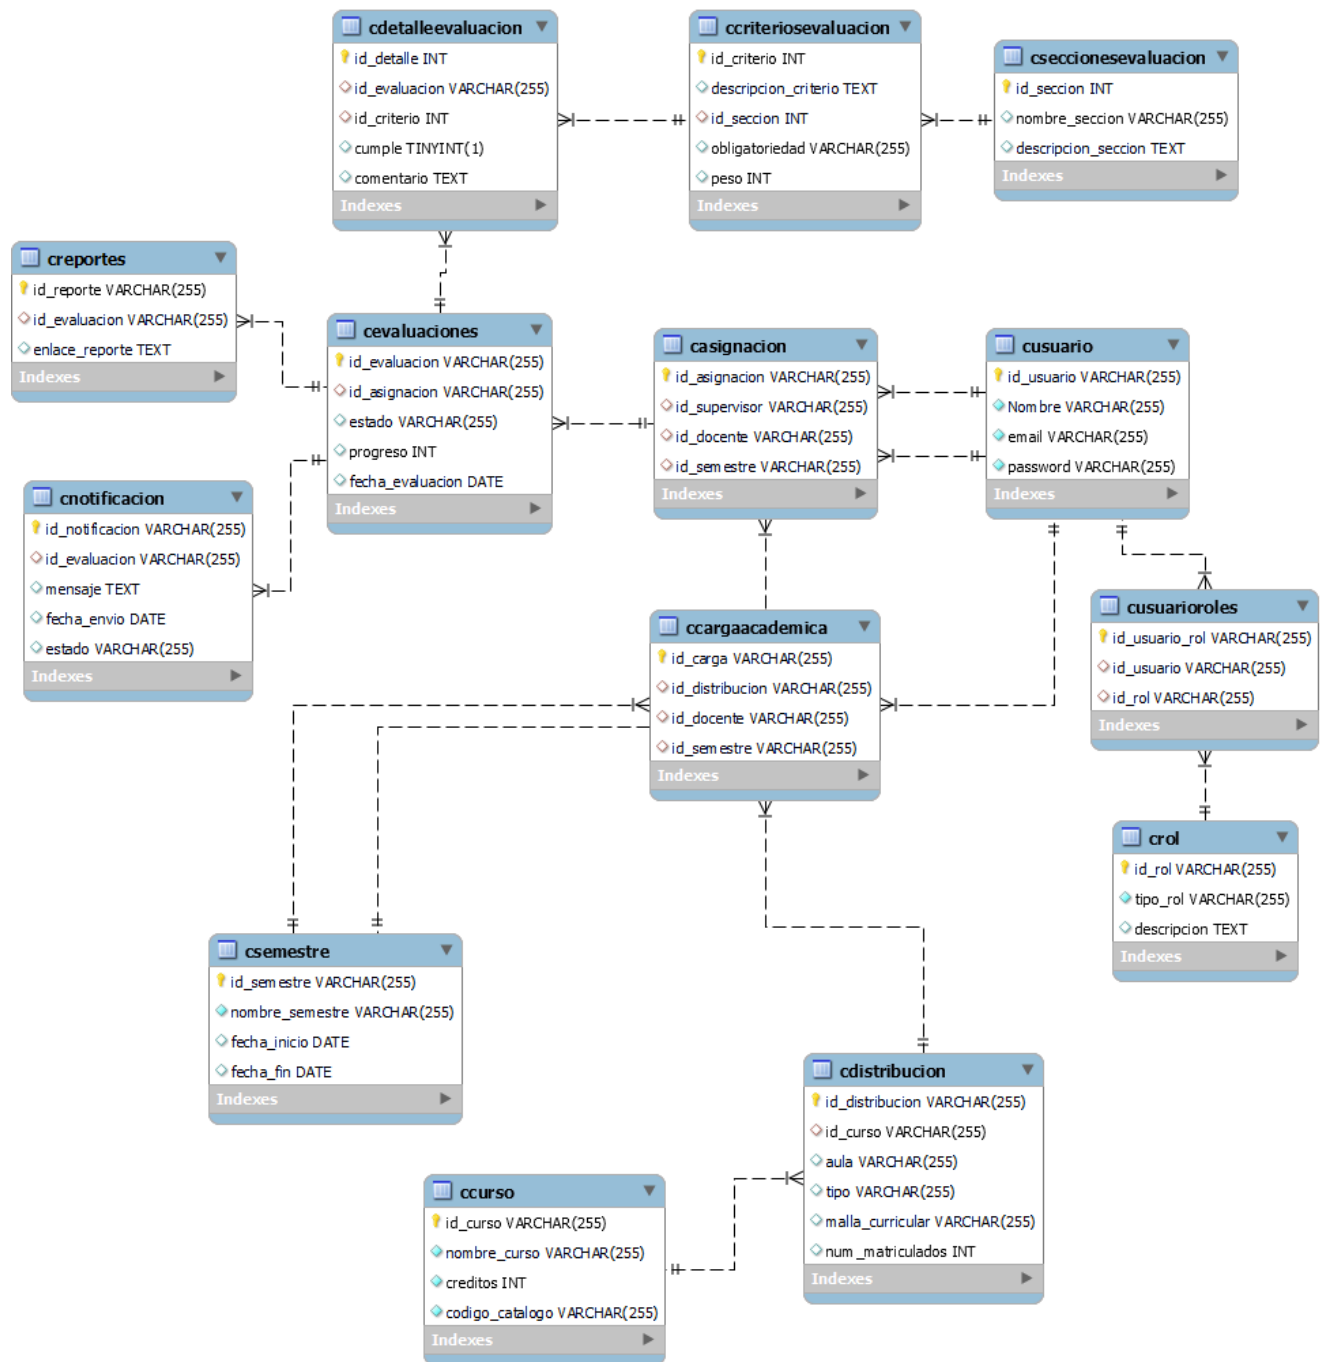 cdetalleevaluacion
id_detalle INT
id_evaluacion VARCHAR(255)
id_criterio INT
cumple TINYINT(1)
comentario TEXT
Indexes
ccriteriosevaluacion
id_criterio INT
descripcion_criterio TEXT
id_seccion INT
obligatoriedad VARCHAR(255)
peso INT
Indexes
cseccionesevaluacion
id_seccion INT
nombre_seccion VARCHAR(255)
descripcion_seccion TEXT
Indexes
creportes
id_reporte VARCHAR(255)
id_evaluacion VARCHAR(255)
enlace_reporte TEXT
Indexes
cevaluaciones
id_evaluacion VARCHAR(255)
id_asignacion VARCHAR(255)
estado VARCHAR(255)
progreso INT
fecha_evaluacion DATE
Indexes
casignacion
id_asignacion VARCHAR(255)
id_supervisor VARCHAR(255)
id_docente VARCHAR(255)
id_semestre VARCHAR(255)
Indexes
cusuario
id_usuario VARCHAR(255)
Nombre VARCHAR(255)
email VARCHAR(255)
password VARCHAR(255)
Indexes
cnotificacion
id_notificacion VARCHAR(255)
id_evaluacion VARCHAR(255)
mensaje TEXT
fecha_envio DATE
estado VARCHAR(255)
Indexes
ccargaacademica
id_carga VARCHAR(255)
id_distribucion VARCHAR(255)
id_docente VARCHAR(255)
id_semestre VARCHAR(255)
Indexes
cusuarioroles
id_usuario_rol VARCHAR(255)
id_usuario VARCHAR(255)
id_rol VARCHAR(255)
Indexes
crol
id_rol VARCHAR(255)
tipo_rol VARCHAR(255)
descripcion TEXT
Indexes
csemestre
id_semestre VARCHAR(255)
nombre_semestre VARCHAR(255)
fecha_inicio DATE
fecha_fin DATE
Indexes
cdistribucion
id_distribucion VARCHAR(255)
id_curso VARCHAR(255)
aula VARCHAR(255)
tipo VARCHAR(255)
malla_curricular VARCHAR(255)
num_matriculados INT
Indexes
ccurso
id_curso VARCHAR(255)
nombre_curso VARCHAR(255)
creditos INT
codigo_catalogo VARCHAR(255)
Indexes